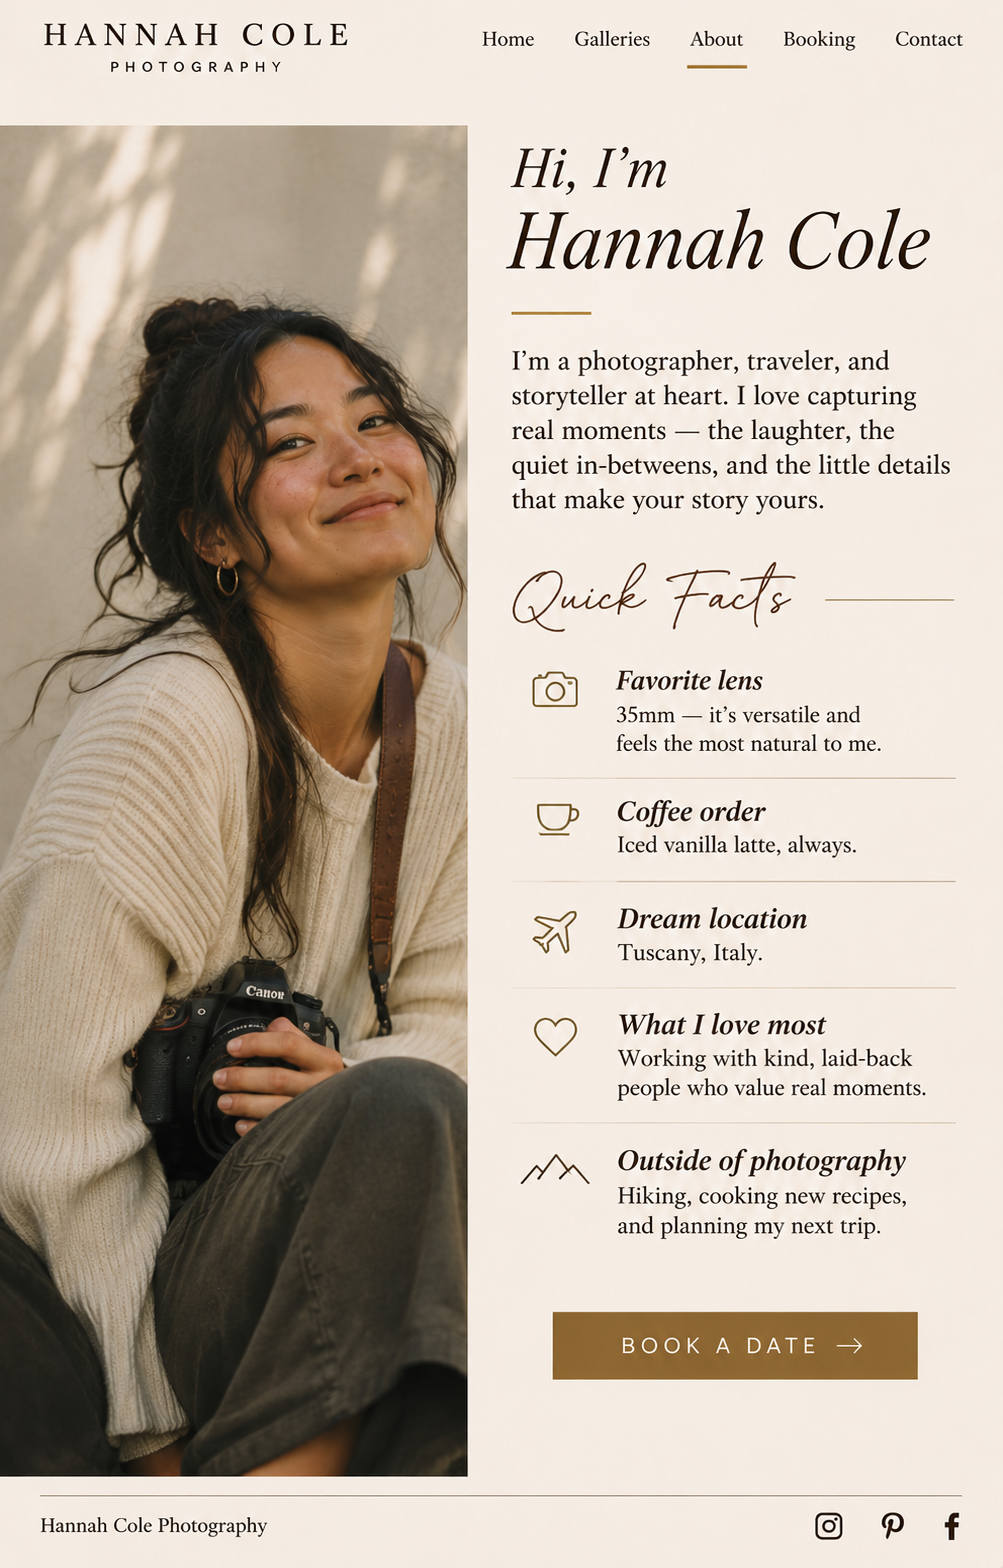 HANNAH COLE
PHOTOGRAPHY
Home Galleries About Booking Contact
Hi, I’m
Hannah Cole
I’m a photographer, traveler, and
storyteller at heart. I love capturing
real moments — the laughter, the
quiet in-betweens, and the little details
that make your story yours.
Quick Facts
Favorite lens
35mm — it’s versatile and
feels the most natural to me.
Coffee order
Iced vanilla latte, always.
Dream location
Tuscany, Italy.
What I love most
Working with kind, laid-back
people who value real moments.
Outside of photography
Hiking, cooking new recipes,
and planning my next trip.
BOOK A DATE →
Canon
Hannah Cole Photography